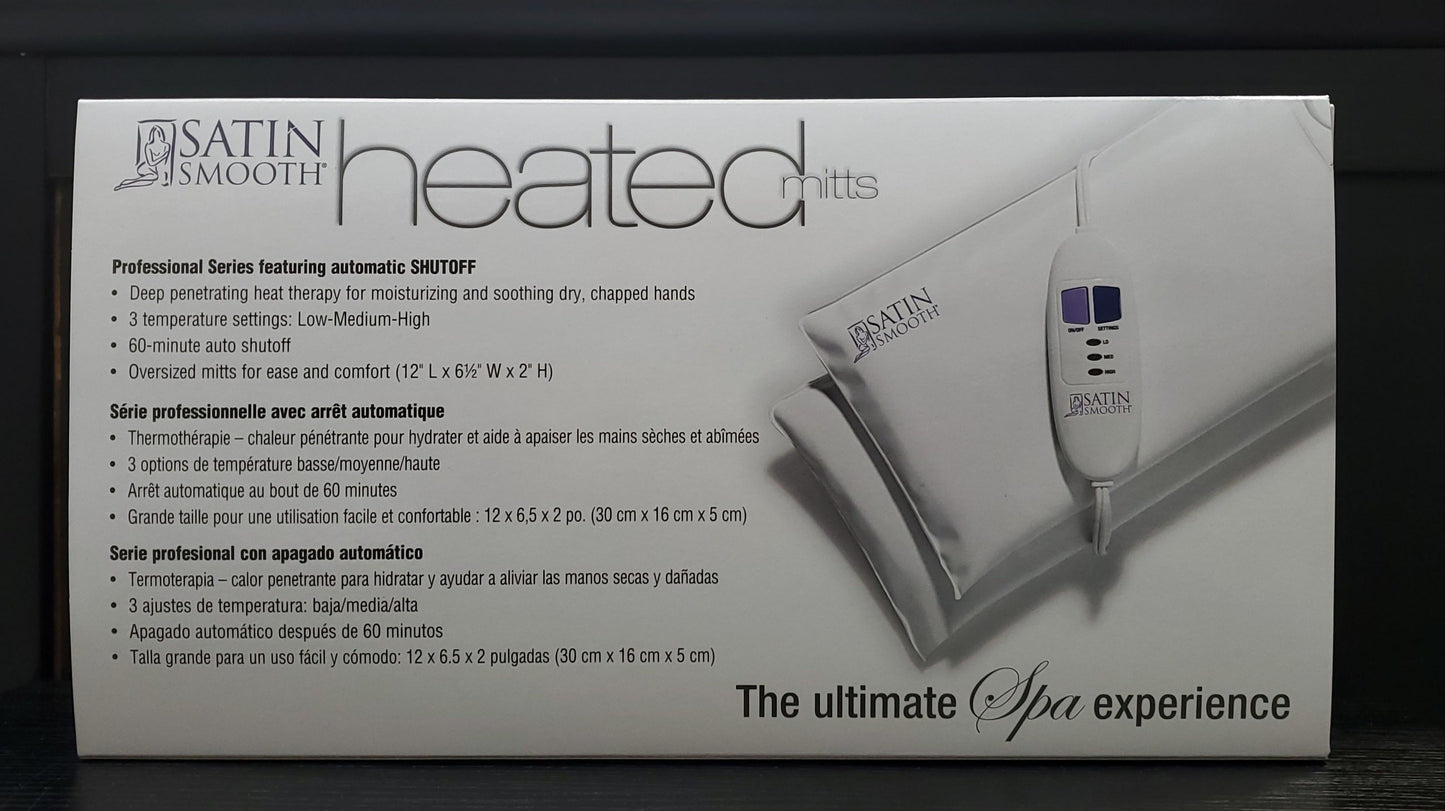 SATIN
SMOOTH®
heated
mitts
Professional Series featuring automatic SHUTOFF
• Deep penetrating heat therapy for moisturizing and soothing dry, chapped hands
• 3 temperature settings: Low-Medium-High
• 60-minute auto shutoff
• Oversized mitts for ease and comfort (12" L x 6½" W x 2" H)
Série professionnelle avec arrêt automatique
• Thermothérapie – chaleur pénétrante pour hydrater et aide à apaiser les mains sèches et abîmées
• 3 options de température basse/moyenne/haute
• Arrêt automatique au bout de 60 minutes
• Grande taille pour une utilisation facile et confortable : 12 x 6,5 x 2 po. (30 cm x 16 cm x 5 cm)
Serie profesional con apagado automático
• Termoterapia – calor penetrante para hidratar y ayudar a aliviar las manos secas y dañadas
• 3 ajustes de temperatura: baja/media/alta
• Apagado automático después de 60 minutos
• Talla grande para un uso fácil y cómodo: 12 x 6.5 x 2 pulgadas (30 cm x 16 cm x 5 cm)
SATIN
SMOOTH®
ON/OFF SETTINGS
LO
MED
HIGH
SATIN
SMOOTH®
The ultimate Spa experience